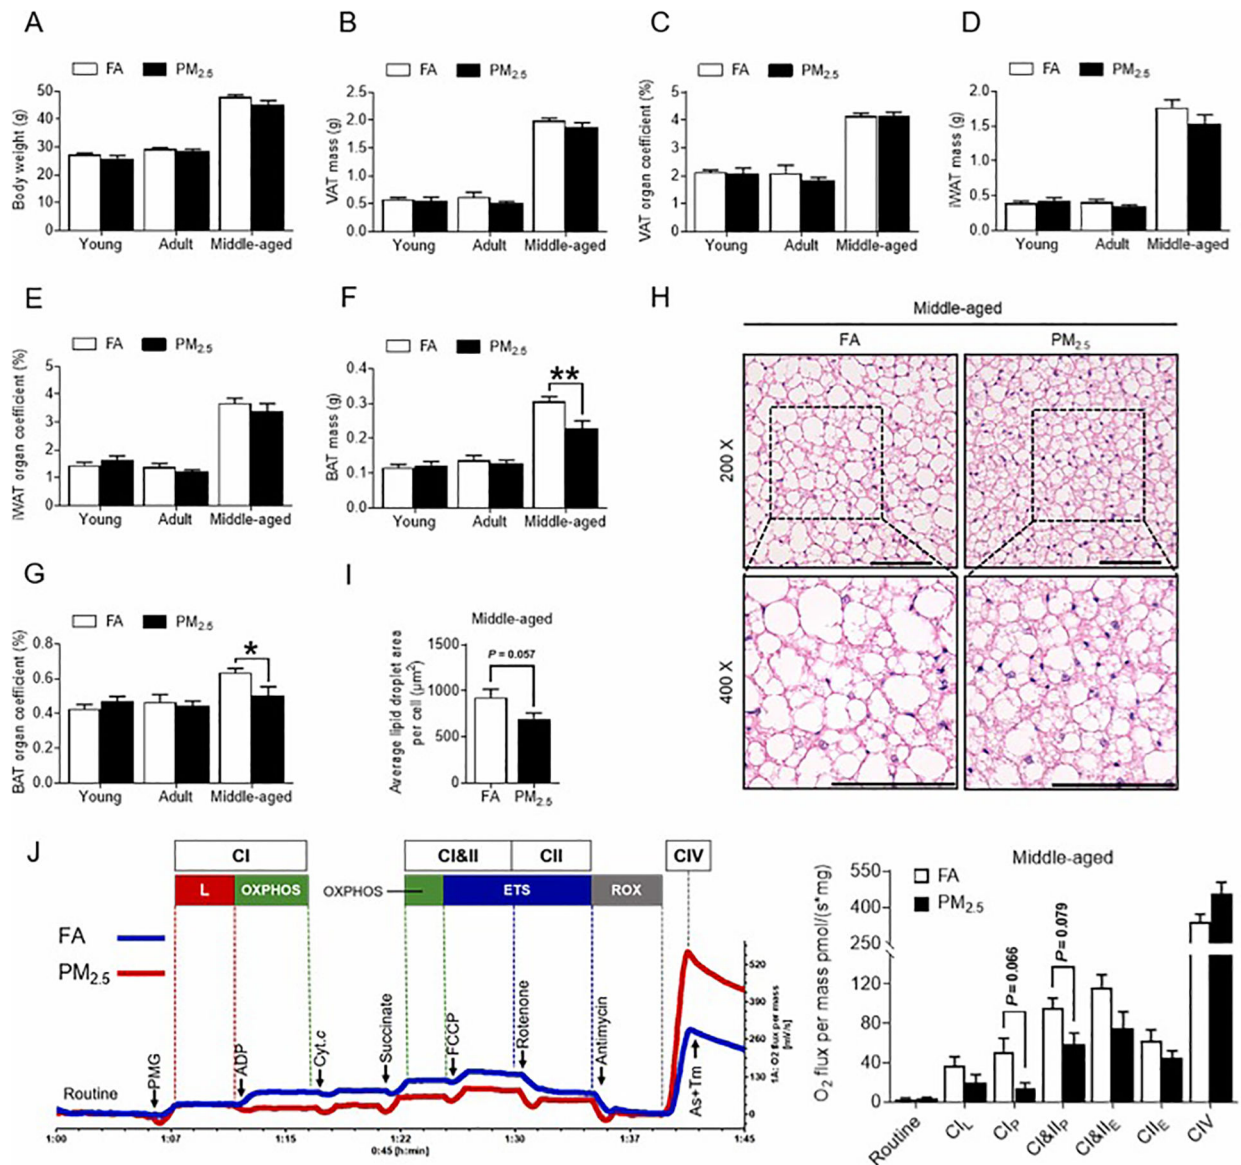 A
FA PM2.5
Body weight (g)
50
40
30
20
10
0
Young Adult Middle-aged
B
FA PM2.5
VAT mass (g)
2.5
2.0
1.5
1.0
0.5
0.0
Young Adult Middle-aged
C
FA PM2.5
VAT organ coefficient (%)
5
4
3
2
1
0
Young Adult Middle-aged
D
FA PM2.5
iWAT mass (g)
2.0
1.5
1.0
0.5
0.0
Young Adult Middle-aged
E
FA PM2.5
iWAT organ coefficient (%)
5
4
3
2
1
0
Young Adult Middle-aged
F
FA PM2.5
BAT mass (g)
0.4
0.3
0.2
0.1
0.0
**
Young Adult Middle-aged
H
Middle-aged
FA PM2.5
200 X
400 X
G
FA PM2.5
BAT organ coefficient (%)
0.8
0.6
0.4
0.2
0.0
*
Young Adult Middle-aged
I
Middle-aged
Average lipid droplet area
per cell (µm²)
1500
1000
500
0
P = 0.057
FA PM2.5
J
CI CI&II CII CIV
L OXPHOS OXPHOS ETS ROX
FA
PM2.5
Routine
PMG
ADP
Cyt.c
Succinate
FCCP
Rotenone
Antimycin
As+Tm
520
390
260
130
0
1A: O2 flux per mass
[mV/s]
1:00 1:07 1:15 1:22 1:30 1:37 1:45
0:45 [h:min]
Middle-aged
FA
PM2.5
O2 flux per mass pmol/(s*mg)
550
400
250
120
80
40
0
P = 0.066
P = 0.079
Routine CIL CIP CI&IIP CI&IIE CIIE CIV